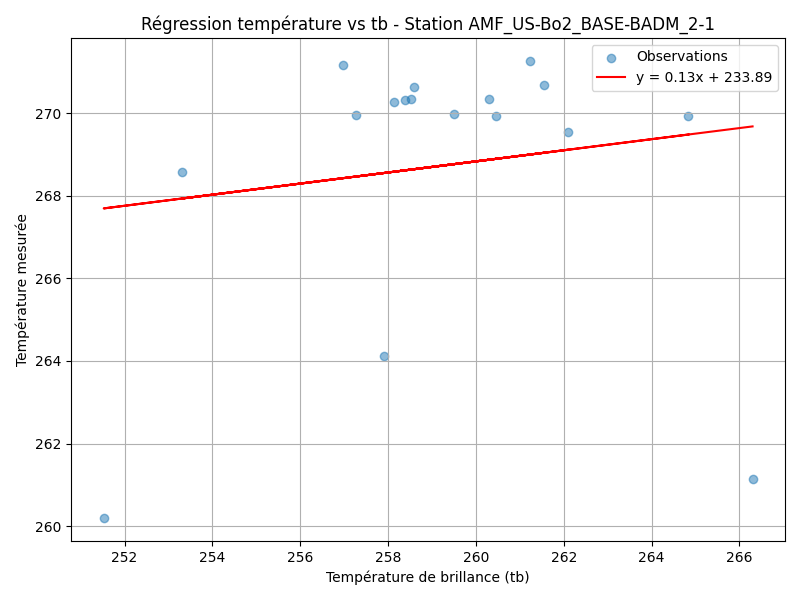 Régression température vs tb - Station AMF_US-Bo2_BASE-BADM_2-1
Observations
y = 0.13x + 233.89
270
268
266
264
262
260
Température mesurée
252 254 256 258 260 262 264 266
Température de brillance (tb)